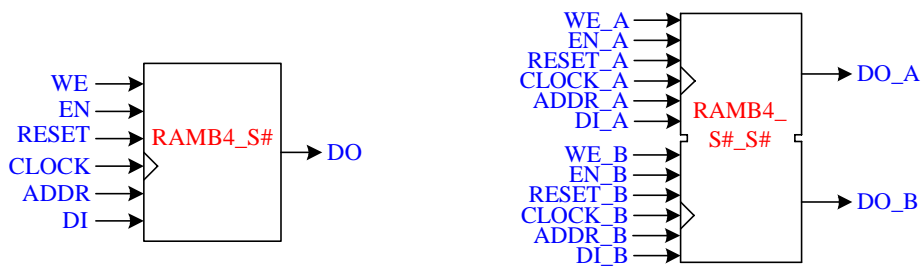 WE
EN
RESET
CLOCK
ADDR
DI
RAMB4_S#
DO
WE_A
EN_A
RESET_A
CLOCK_A
ADDR_A
DI_A
WE_B
EN_B
RESET_B
CLOCK_B
ADDR_B
DI_B
RAMB4_
S#_S#
DO_A
DO_B